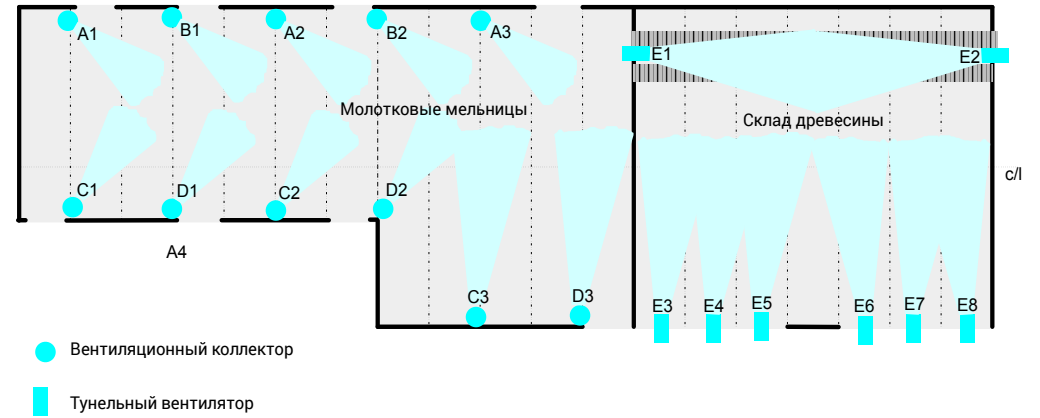 A1
B1
A2
B2
A3
E1
E2
Молотковые мельницы
Склад древесины
C1
D1
C2
D2
c/l
A4
C3
D3
E3
E4
E5
E6
E7
E8
Вентиляционный коллектор
Тунельный вентилятор